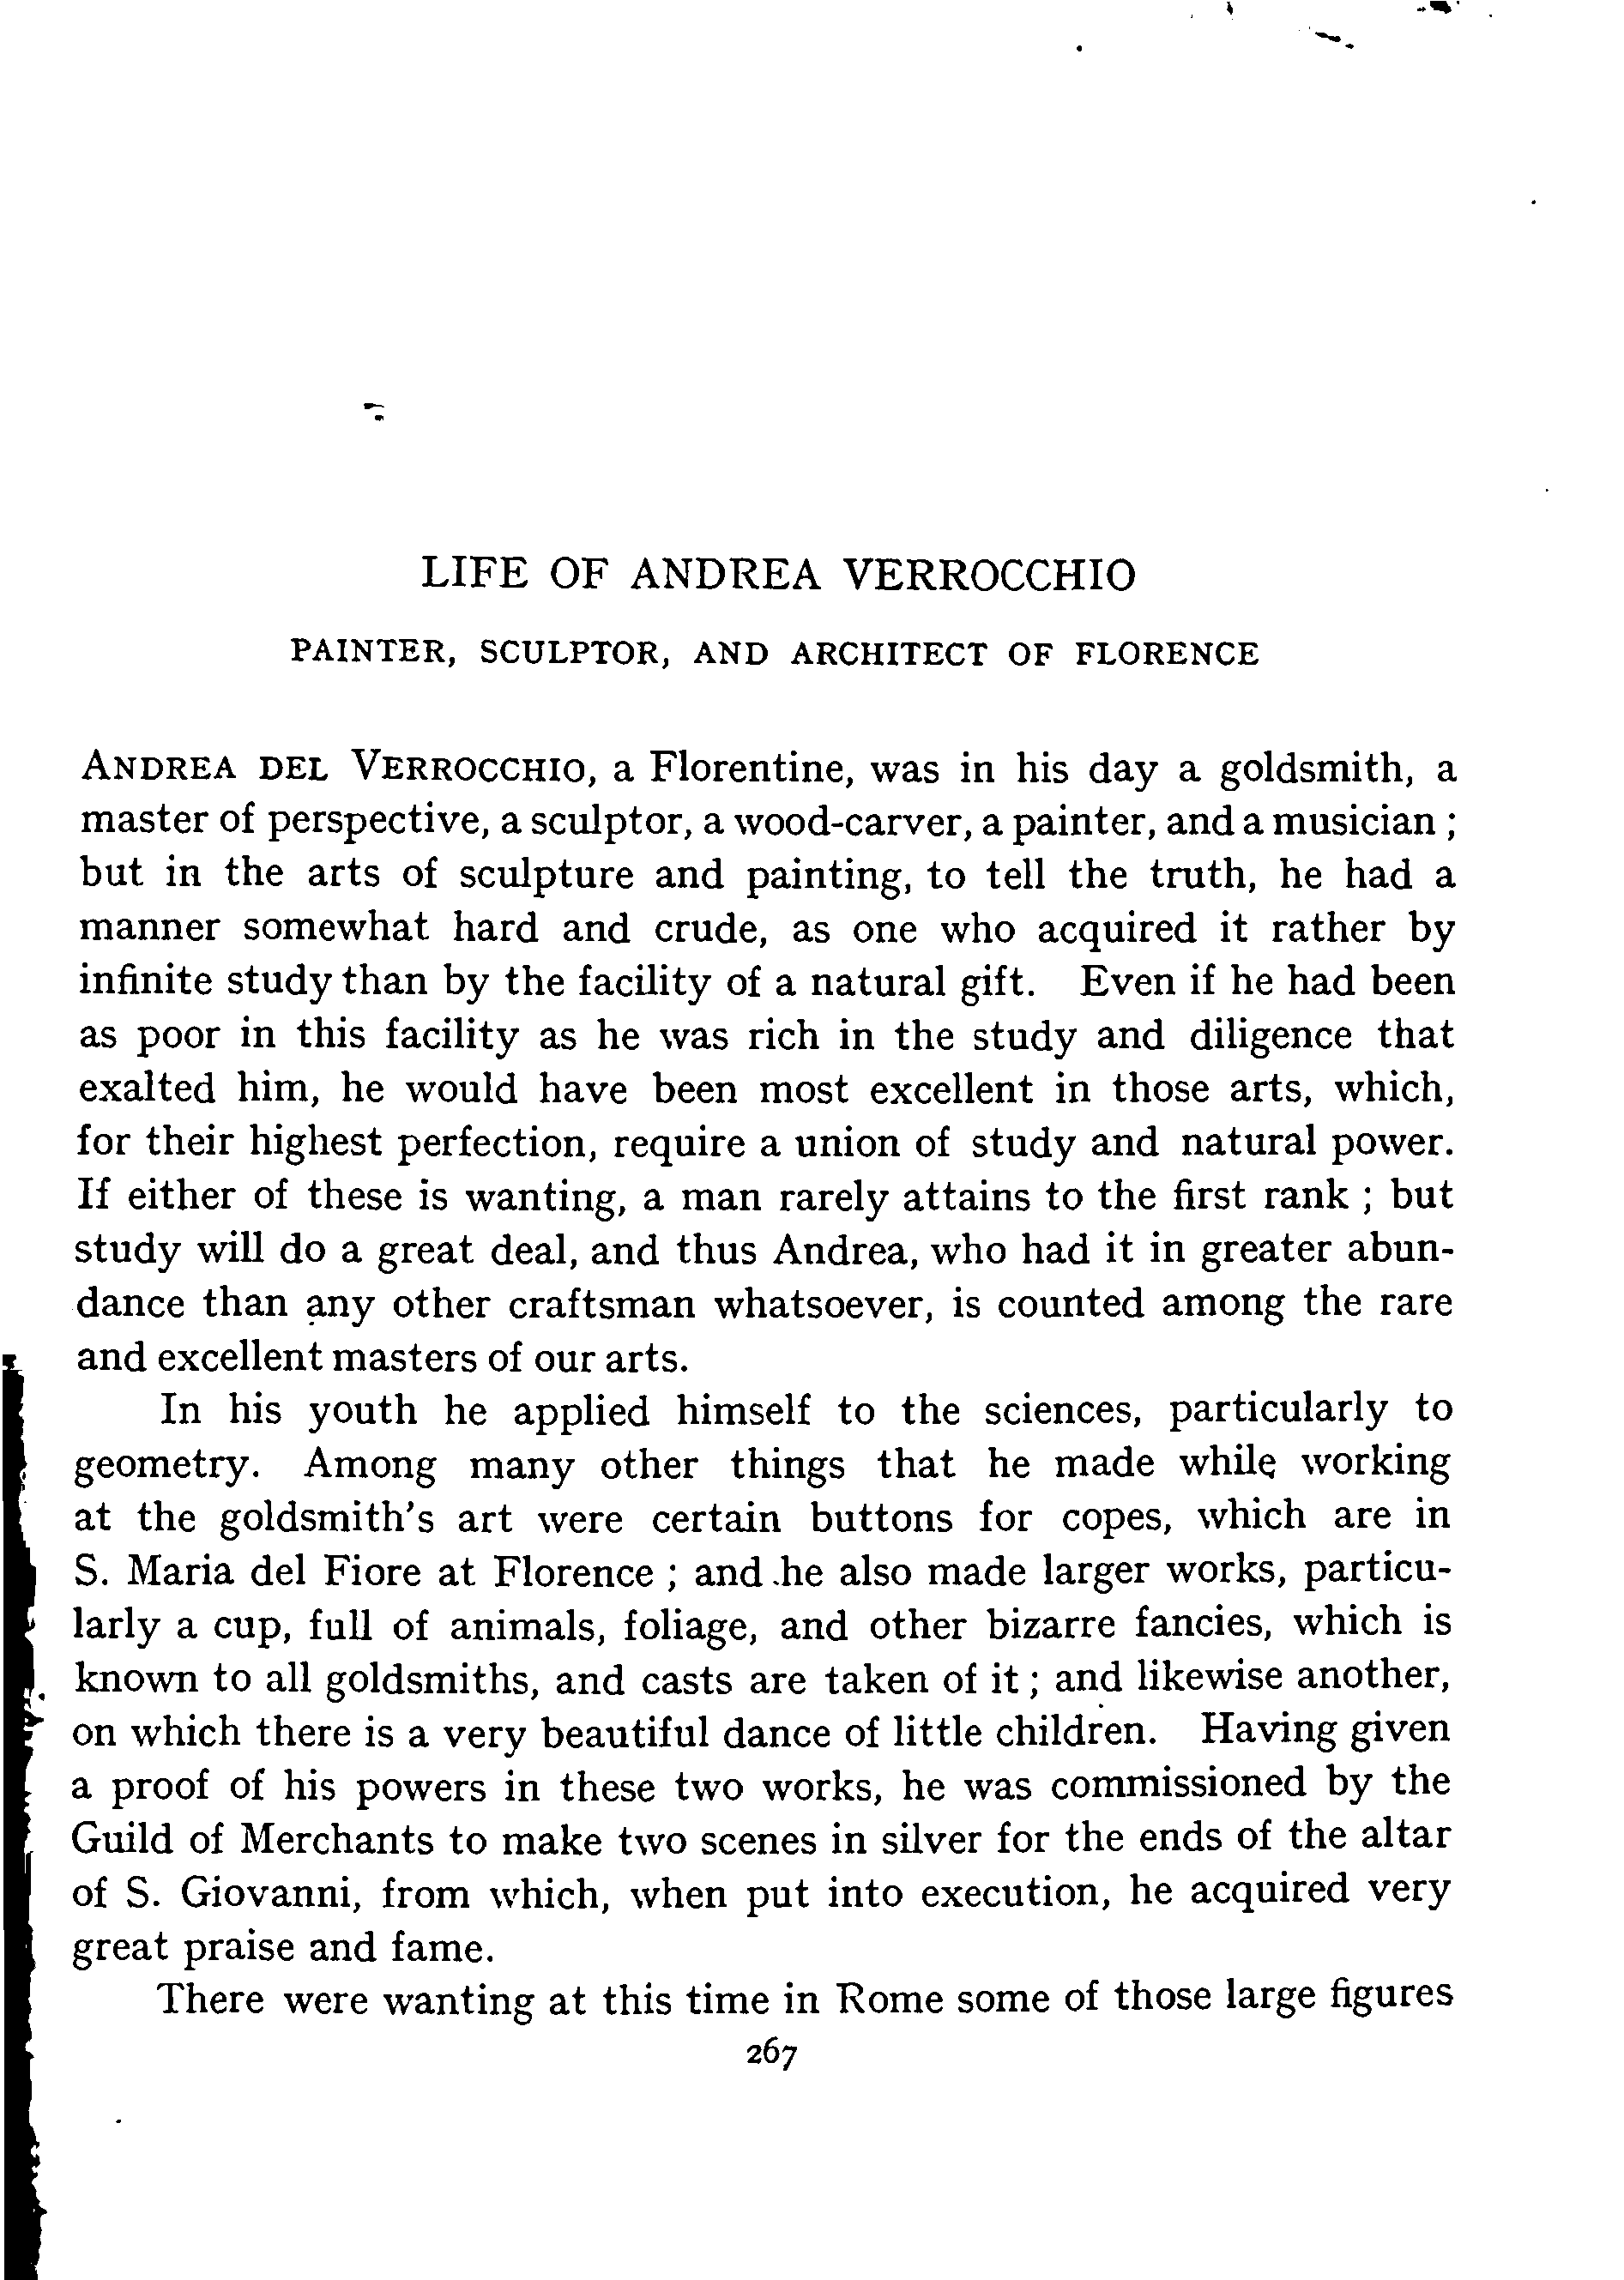 LIFE OF ANDREA VERROCCHIO
PAINTER, SCULPTOR, AND ARCHITECT OF FLORENCE
ANDREA DEL VERROCCHIO, a Florentine, was in his day a goldsmith, a
master of perspective, a sculptor, a wood-carver, a painter, and a musician ;
but in the arts of sculpture and painting, to tell the truth, he had a
manner somewhat hard and crude, as one who acquired it rather by
infinite study than by the facility of a natural gift. Even if he had been
as poor in this facility as he was rich in the study and diligence that
exalted him, he would have been most excellent in those arts, which,
for their highest perfection, require a union of study and natural power.
If either of these is wanting, a man rarely attains to the first rank ; but
study will do a great deal, and thus Andrea, who had it in greater abun-
dance than any other craftsman whatsoever, is counted among the rare
and excellent masters of our arts.
In his youth he applied himself to the sciences, particularly to
geometry. Among many other things that he made while working
at the goldsmith's art were certain buttons for copes, which are in
S. Maria del Fiore at Florence ; and he also made larger works, particu-
larly a cup, full of animals, foliage, and other bizarre fancies, which is
known to all goldsmiths, and casts are taken of it ; and likewise another,
on which there is a very beautiful dance of little children. Having given
a proof of his powers in these two works, he was commissioned by the
Guild of Merchants to make two scenes in silver for the ends of the altar
of S. Giovanni, from which, when put into execution, he acquired very
great praise and fame.
There were wanting at this time in Rome some of those large figures
267